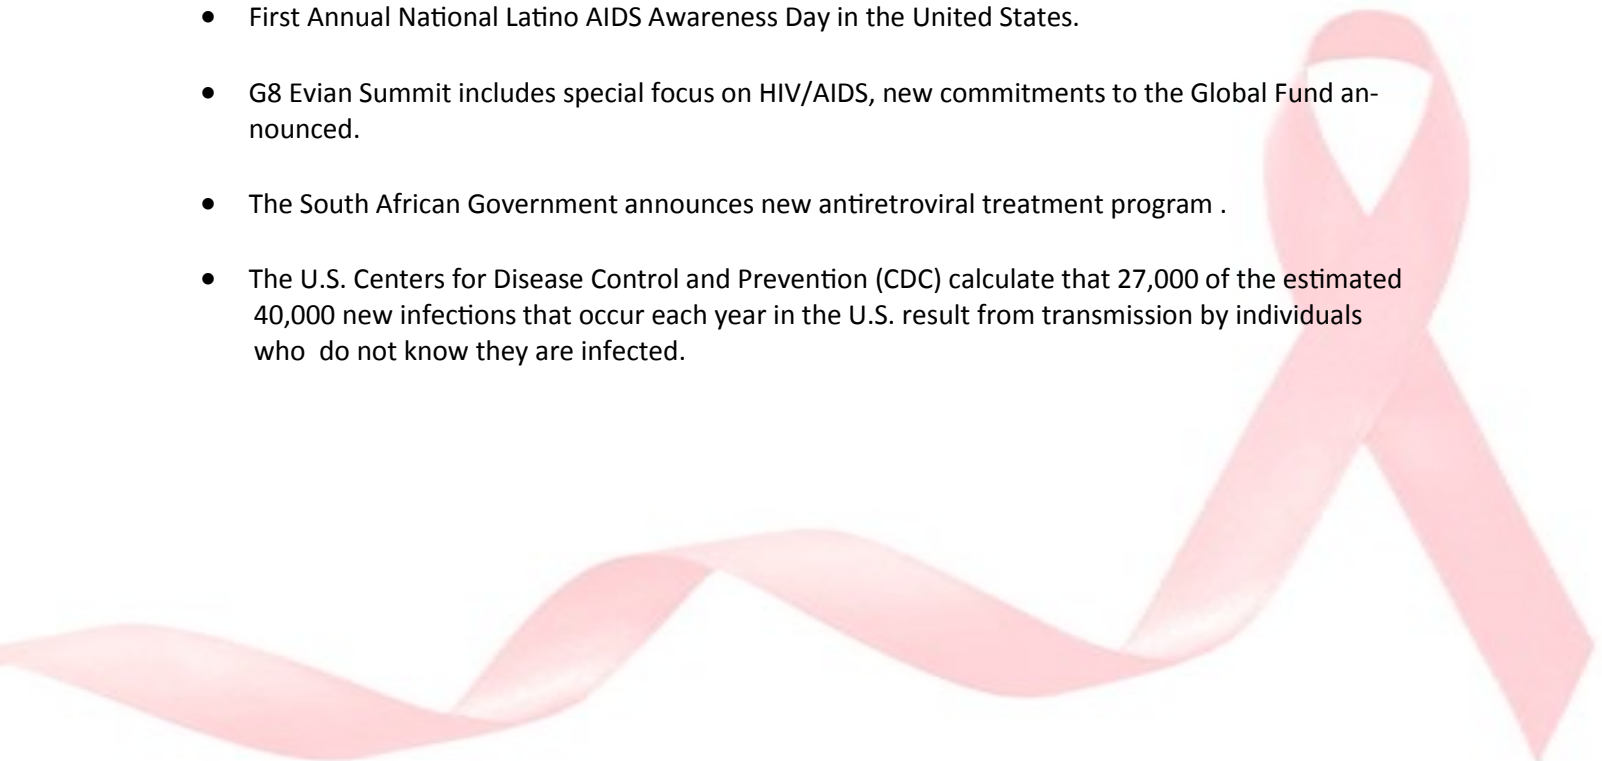 • First Annual National Latino AIDS Awareness Day in the United States.
• G8 Evian Summit includes special focus on HIV/AIDS, new commitments to the Global Fund an-
nounced.
• The South African Government announces new antiretroviral treatment program .
• The U.S. Centers for Disease Control and Prevention (CDC) calculate that 27,000 of the estimated
40,000 new infections that occur each year in the U.S. result from transmission by individuals
who  do not know they are infected.